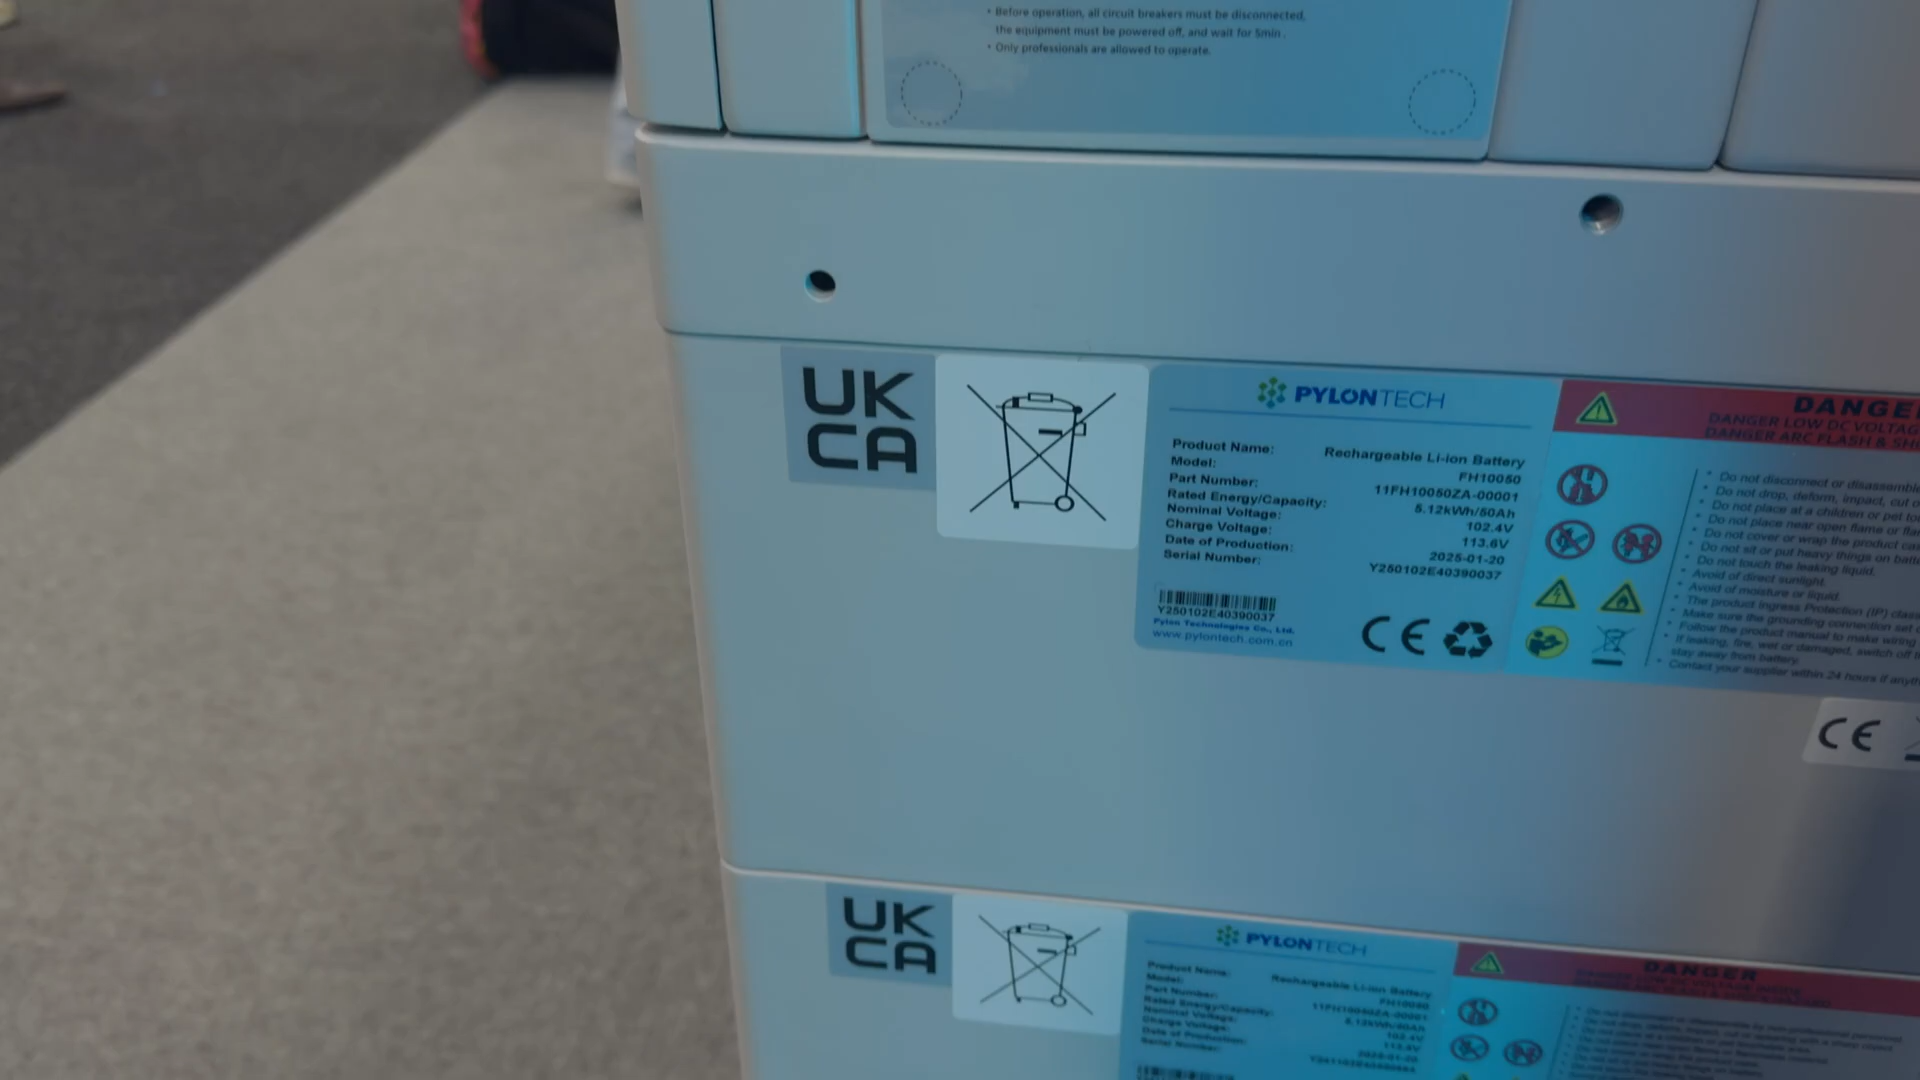 • Before operation, all circuit breakers must be disconnected,
the equipment must be powered off, and wait for 5min.
• Only professionals are allowed to operate.
UK
CA
PYLONTECH
Product Name: Rechargeable Li-ion Battery
Model: FH10050
Part Number: 11FH10050ZA-00001
Rated Energy/Capacity: 5.12kWh/50Ah
Nominal Voltage: 102.4V
Charge Voltage: 113.6V
Date of Production: 2025-01-20
Serial Number: Y250102E40390037
Y250102E40390037
Pylon Technologies Co., Ltd.
www.pylontech.com.cn
CE
DANGE
DANGER LOW DC VOLTAG
DANGER ARC FLASH & SH
• Do not disconnect or disassemble
• Do not drop, deform, impact, cut o
• Do not place at a children or pet to
• Do not place near open flame or fla
• Do not cover or wrap the product cas
• Do not sit or put heavy things on batte
• Do not touch the leaking liquid.
• Avoid of direct sunlight.
• Avoid of moisture or liquid.
• The product Ingress Protection (IP) class
• Make sure the grounding connection set
• Follow the product manual to make wiring
• If leaking, fire, wet or damaged, switch off
stay away from battery.
• Contact your supplier within 24 hours if anyth
CE
UK
CA
PYLONTECH
Product Name: Rechargeable Li-ion Battery
Model: FH10050
Part Number: 11FH10050ZA-00001
Rated Energy/Capacity: 5.12kWh/50Ah
Nominal Voltage: 102.4V
Charge Voltage: 113.6V
Date of Production:
Serial Number:
DANGER